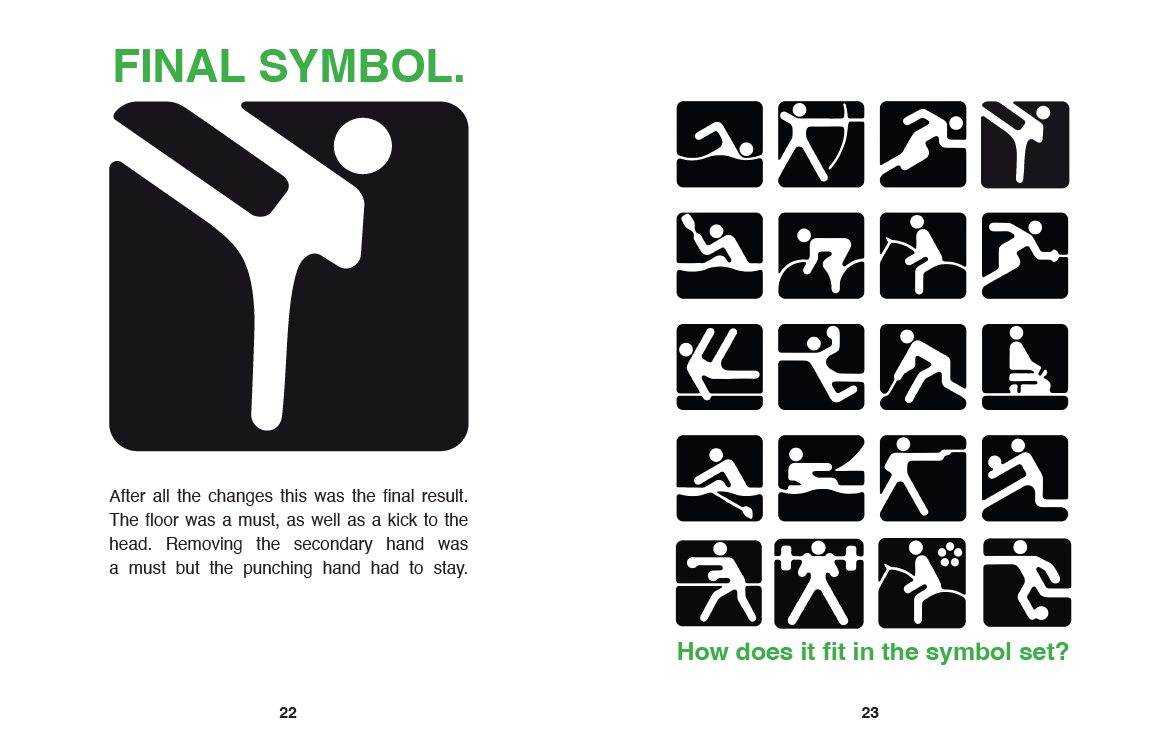 FINAL SYMBOL.
After all the changes this was the final result.
The floor was a must, as well as a kick to the
head. Removing the secondary hand was
a must but the punching hand had to stay.
22
How does it fit in the symbol set?
23